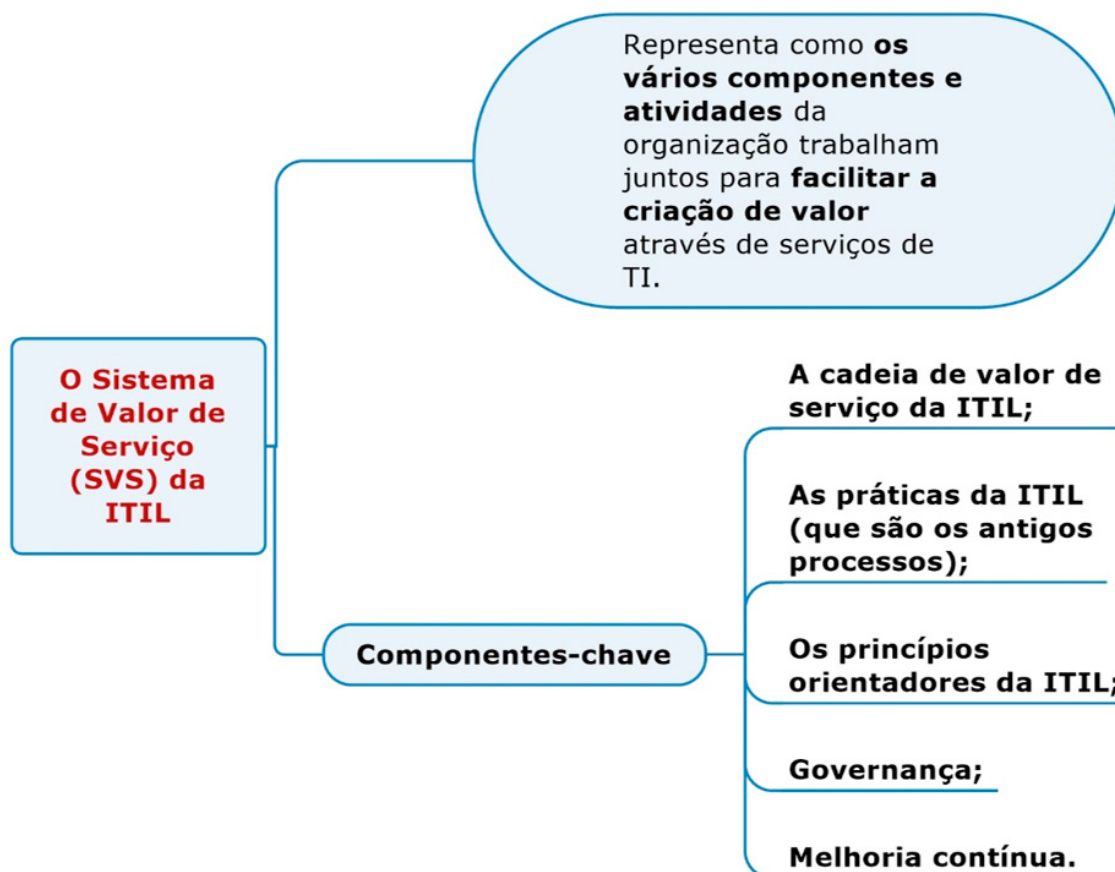 Representa como os
vários componentes e
atividades da
organização trabalham
juntos para facilitar a
criação de valor
através de serviços de
TI.
O Sistema
de Valor de
Serviço
(SVS) da
ITIL
Componentes-chave
A cadeia de valor de
serviço da ITIL;
As práticas da ITIL
(que são os antigos
processos);
Os princípios
orientadores da ITIL;
Governança;
Melhoria contínua.